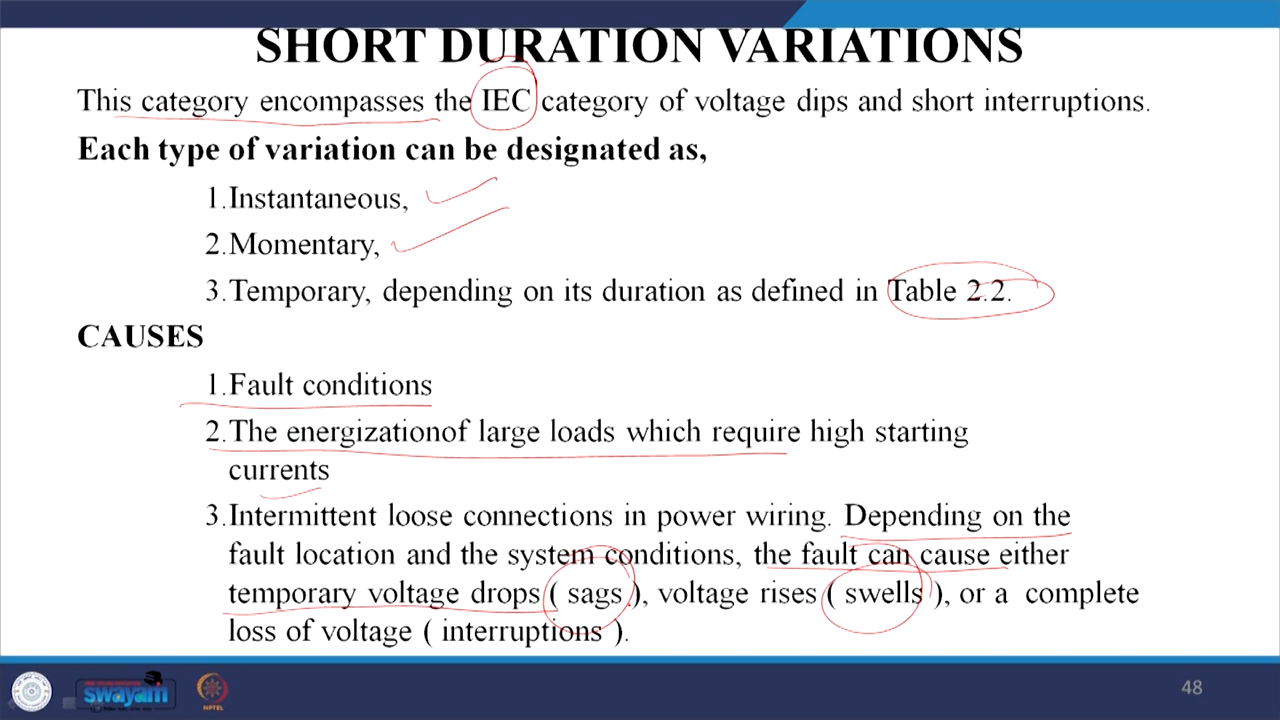 SHORT DURATION VARIATIONS
This category encompasses the IEC category of voltage dips and short interruptions.
Each type of variation can be designated as,
1.Instantaneous,
2.Momentary,
3.Temporary, depending on its duration as defined in Table 2.2.
CAUSES
1.Fault conditions
2.The energizationof large loads which require high starting
currents
3.Intermittent loose connections in power wiring. Depending on the
fault location and the system conditions, the fault can cause either
temporary voltage drops ( sags ), voltage rises ( swells ), or a complete
loss of voltage ( interruptions ).
swayam
NPTEL
48